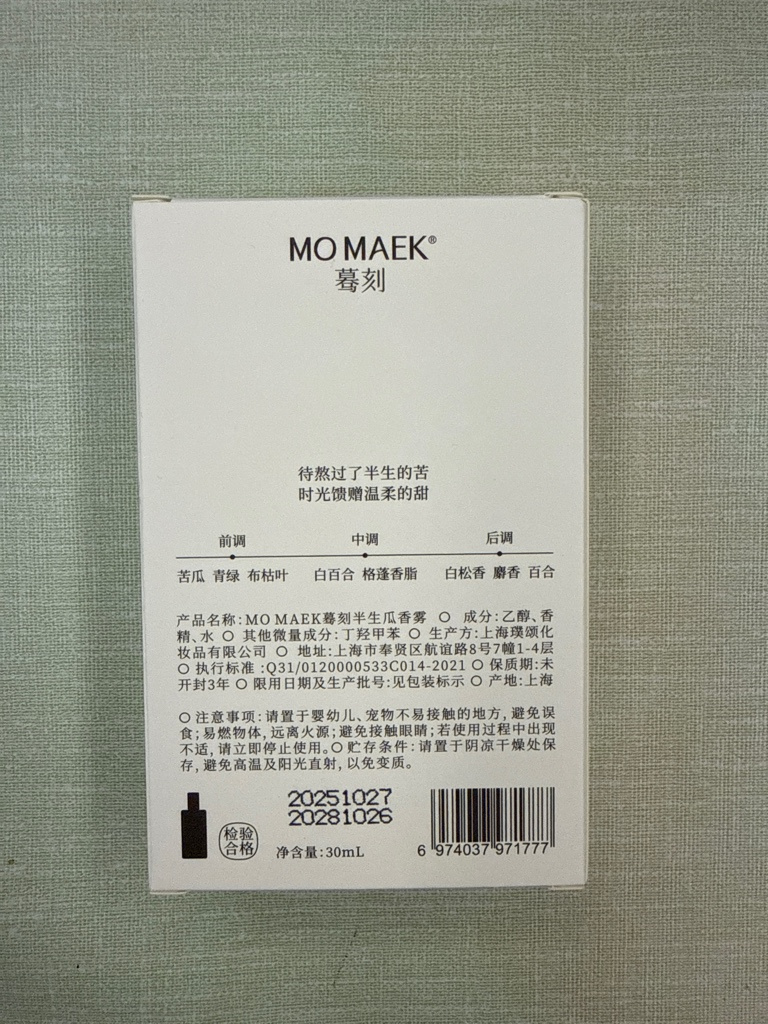 MO MAEK®
蓦刻
待熬过了半生的苦
时光馈赠温柔的甜
前调 中调 后调
苦瓜 青绿 布枯叶 白百合 格蓬香脂 白松香 麝香 百合
产品名称:MO MAEK蓦刻半生瓜香雾 〇 成分:乙醇、香
精、水 〇 其他微量成分:丁羟甲苯 〇 生产方:上海璞颂化
妆品有限公司 〇 地址:上海市奉贤区航谊路8号7幢1-4层
〇 执行标准 :Q31/0120000533C014-2021 〇 保质期:未
开封3年 〇 限用日期及生产批号:见包装标示 〇 产地:上海
〇 注意事项:请置于婴幼儿、宠物不易接触的地方, 避免误
食; 易燃物体, 远离火源; 避免接触眼睛; 若使用过程中出现
不适, 请立即停止使用。〇 贮存条件: 请置于阴凉干燥处保
存, 避免高温及阳光直射, 以免变质。
20251027
20281026
检验
合格
净含量:30mL
6 974037 971777